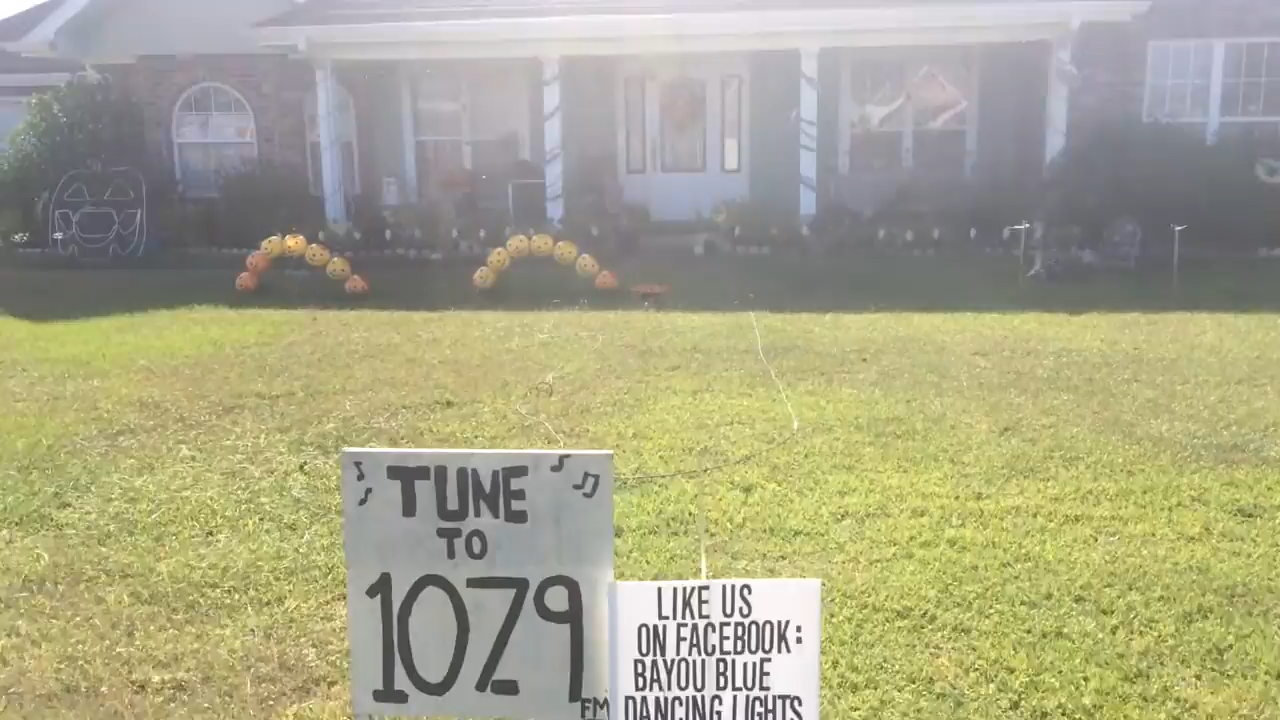 TUNE
TO
1079
FM
LIKE US
ON FACEBOOK:
BAYOU BLUE
DANCING LIGHTS